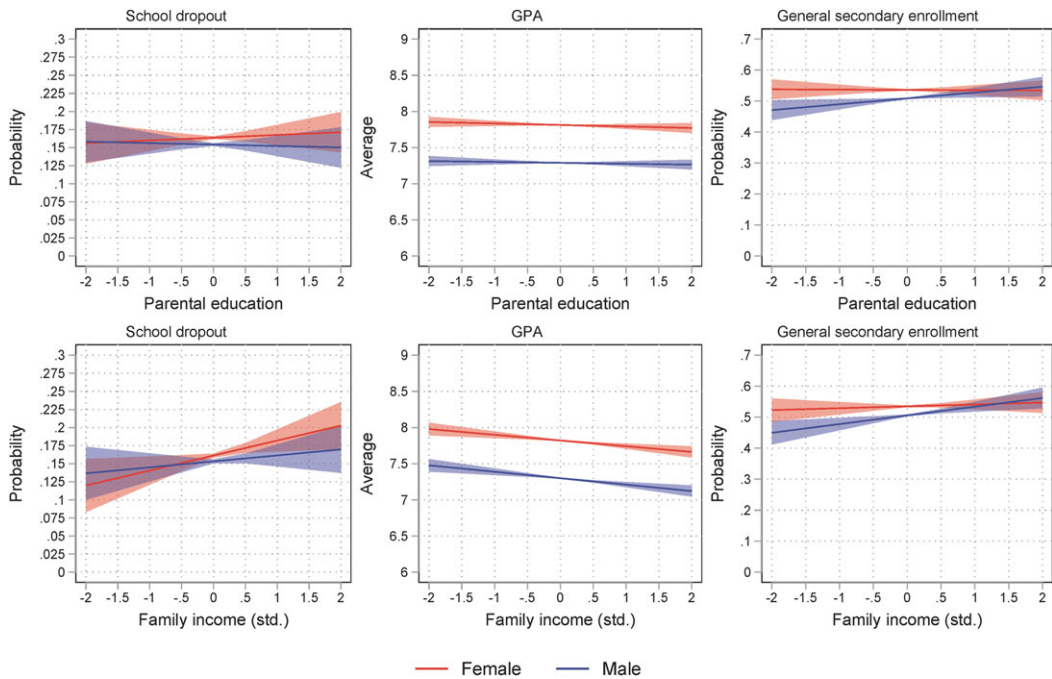 School dropout
GPA
General secondary enrollment
Probability
.3
.275
.25
.225
.2
.175
.15
.125
.1
.075
.05
.025
0
-2 -1.5 -1 -.5 0 .5 1 1.5 2
Parental education
Average
9
8.5
8
7.5
7
6.5
6
-2 -1.5 -1 -.5 0 .5 1 1.5 2
Parental education
Probability
.7
.6
.5
.4
.3
.2
.1
0
-2 -1.5 -1 -.5 0 .5 1 1.5 2
Parental education
School dropout
GPA
General secondary enrollment
Probability
.3
.275
.25
.225
.2
.175
.15
.125
.1
.075
.05
.025
0
-2 -1.5 -1 -.5 0 .5 1 1.5 2
Family income (std.)
Average
9
8.5
8
7.5
7
6.5
6
-2 -1.5 -1 -.5 0 .5 1 1.5 2
Family income (std.)
Probability
.7
.6
.5
.4
.3
.2
.1
0
-2 -1.5 -1 -.5 0 .5 1 1.5 2
Family income (std.)
Female Male